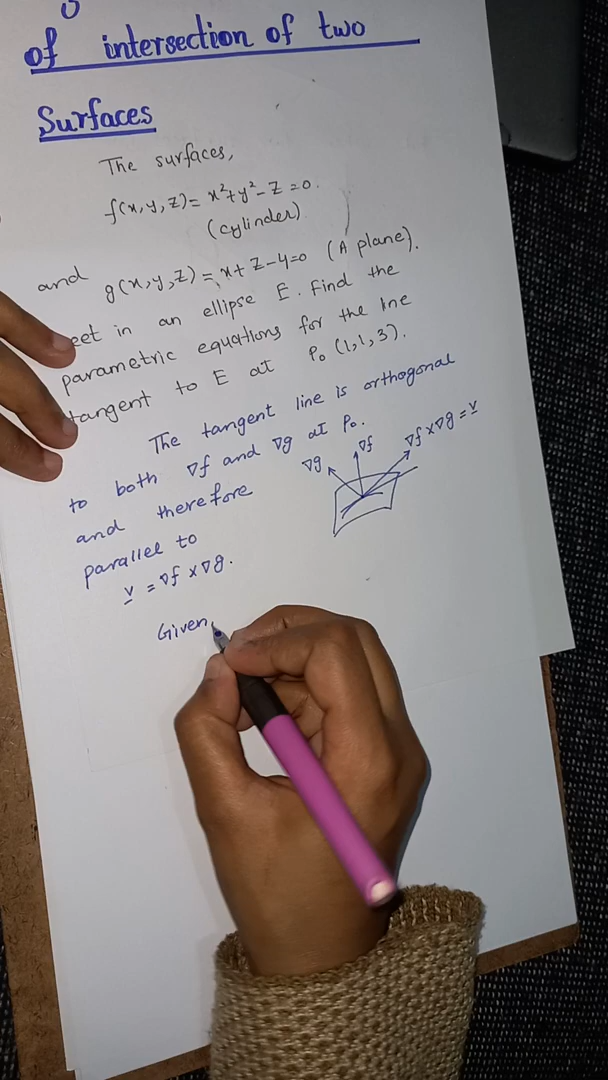 of intersection of two
Surfaces
The surfaces,
f(x,y,z) = x²+y²-z=0.
(cylinder)
and g(x,y,z) = x+z-4=0 (A plane).
eet in an ellipse E. Find the
parametric equations for the line
tangent to E at P₀ (1,1,3).
The tangent line is orthogonal
to both ∇f and ∇g at P₀.
and therefore
parallel to
v = ∇f × ∇g.
∇g
∇f
∇f × ∇g = v
Given,